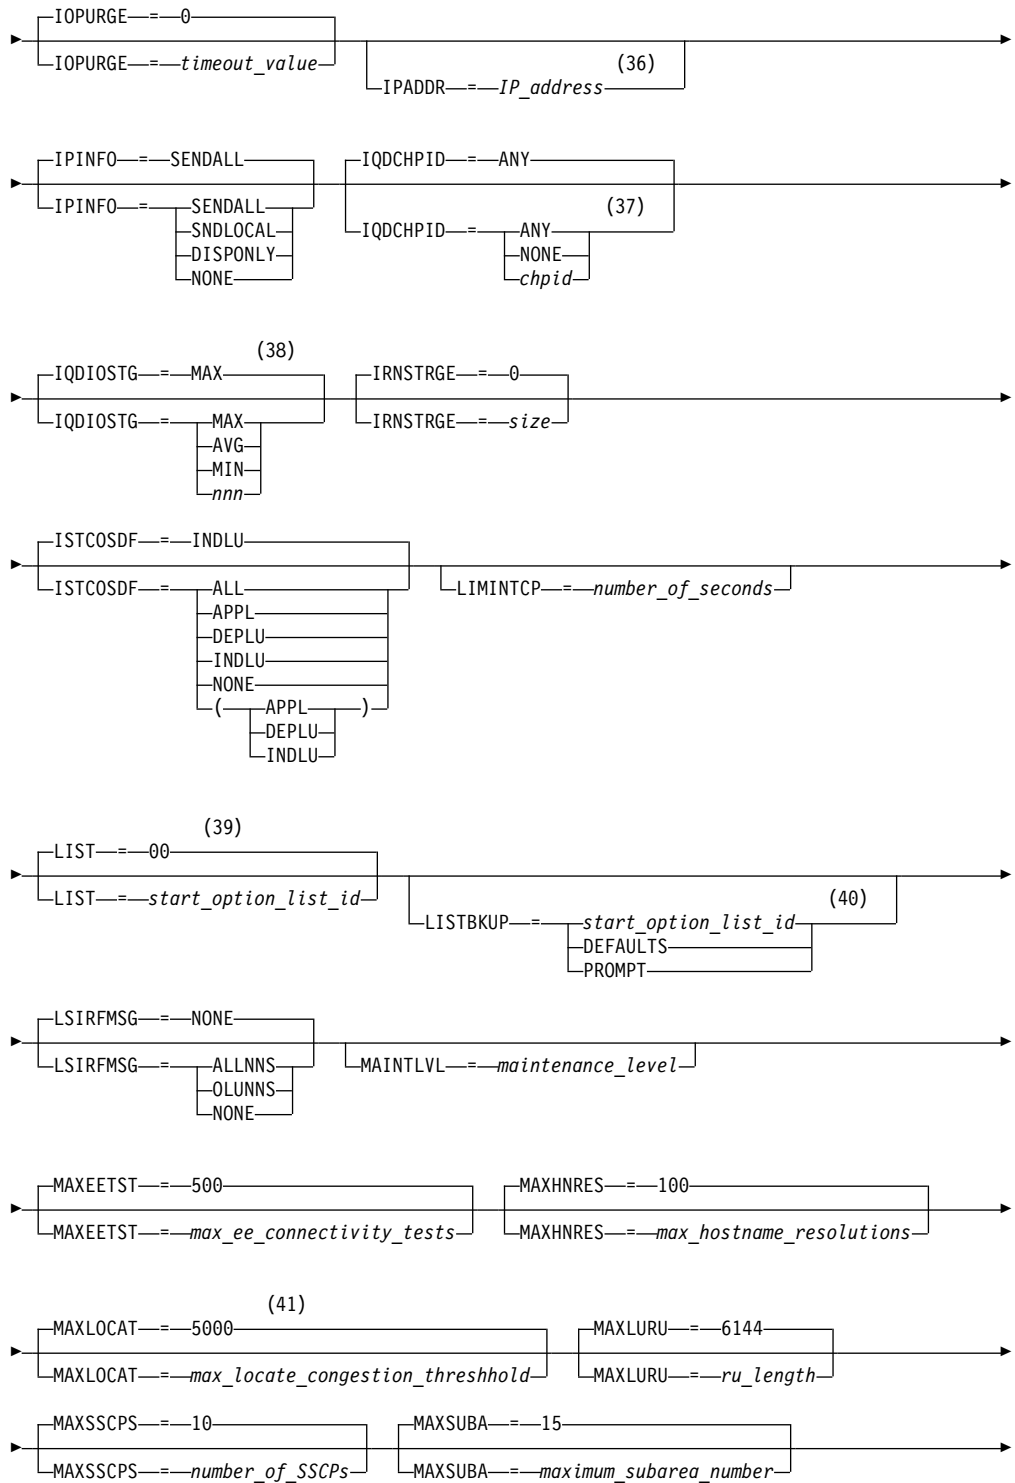 IOPURGE = 0
IOPURGE = timeout_value
(36)
IPADDR = IP_address
IPINFO = SENDALL
IPINFO = SENDALL
SNDLOCAL
DISPONLY
NONE
IQDCHPID = ANY
(37)
IQDCHPID = ANY
NONE
chpid
(38)
IQDIOSTG = MAX
IQDIOSTG = MAX
AVG
MIN
nnn
IRNSTRGE = 0
IRNSTRGE = size
ISTCOSDF = INDLU
ISTCOSDF = ALL
APPL
DEPLU
INDLU
NONE
( APPL )
DEPLU
INDLU
LIMINTCP = number_of_seconds
(39)
LIST = 00
LIST = start_option_list_id
(40)
LISTBKUP = start_option_list_id
DEFAULTS
PROMPT
LSIRFMSG = NONE
LSIRFMSG = ALLNNS
OLUNNS
NONE
MAINTLVL = maintenance_level
MAXEETST = 500
MAXEETST = max_ee_connectivity_tests
MAXHNRES = 100
MAXHNRES = max_hostname_resolutions
(41)
MAXLOCAT = 5000
MAXLOCAT = max_locate_congestion_threshhold
MAXLURU = 6144
MAXLURU = ru_length
MAXSSCPS = 10
MAXSSCPS = number_of_SSCPs
MAXSUBA = 15
MAXSUBA = maximum_subarea_number